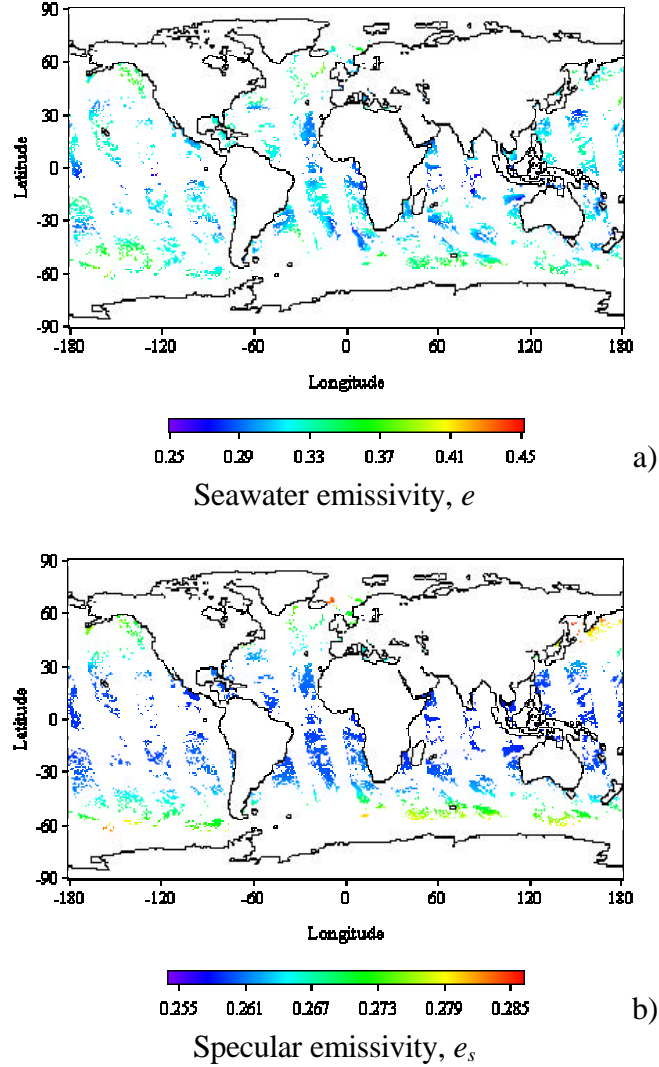 90
60
30
0
-30
-60
-90
Latitude
-180 -120 -60 0 60 120 180
Longitude
0.25 0.29 0.33 0.37 0.41 0.45
a)
Seawater emissivity, e
90
60
30
0
-30
-60
-90
Latitude
-180 -120 -60 0 60 120 180
Longitude
0.255 0.261 0.267 0.273 0.279 0.285
b)
Specular emissivity, es